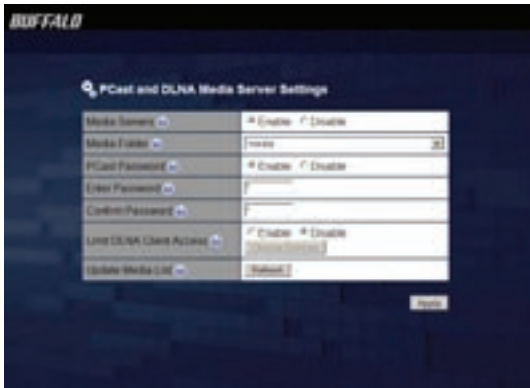 BUFFALO
PCast and DLNA Media Server Settings
Media Servers Enable Disable
Media Folder media
PCast Password Enable Disable
Enter Password
Confirm Password
Limit DLNA Client Access Enable Disable
Update Media List Refresh
Apply